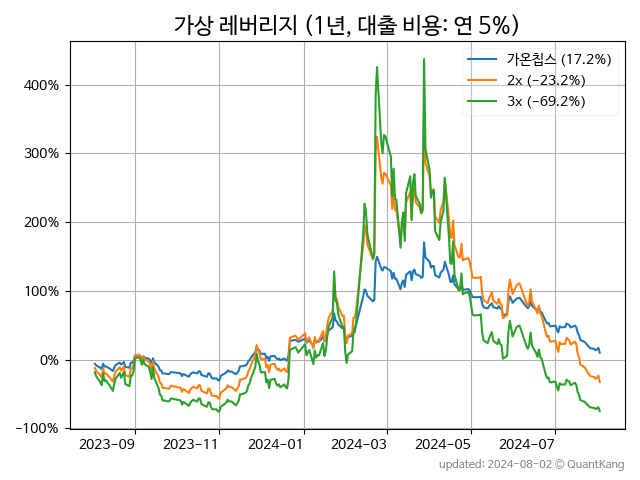 가상 레버리지 (1년, 대출 비용: 연 5%)
가온칩스 (17.2%)
2x (−23.2%)
3x (−69.2%)
400%
300%
200%
100%
0%
−100%
2023-09
2023-11
2024-01
2024-03
2024-05
2024-07
updated: 2024-08-02 © QuantKang